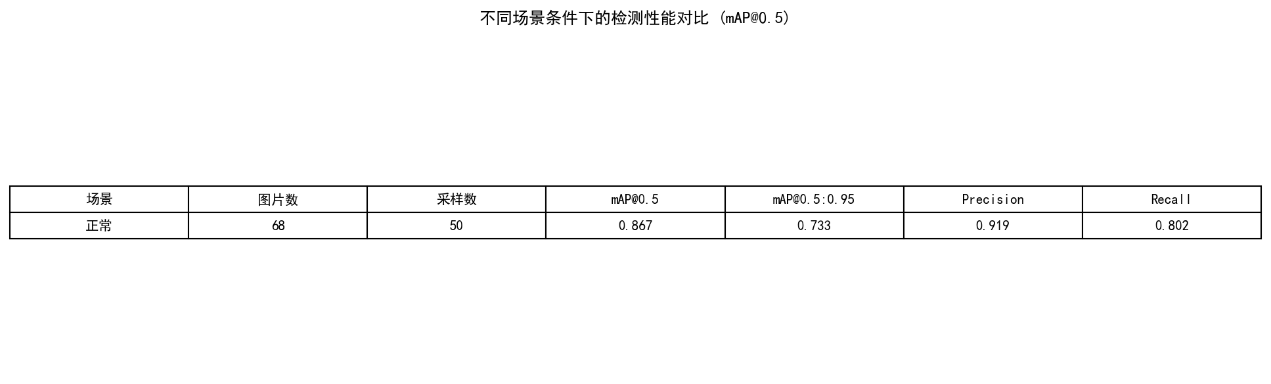 不同场景条件下的检测性能对比 (mAP@0.5)
场景 图片数 采样数 mAP@0.5 mAP@0.5:0.95 Precision Recall
正常 68 50 0.867 0.733 0.919 0.802